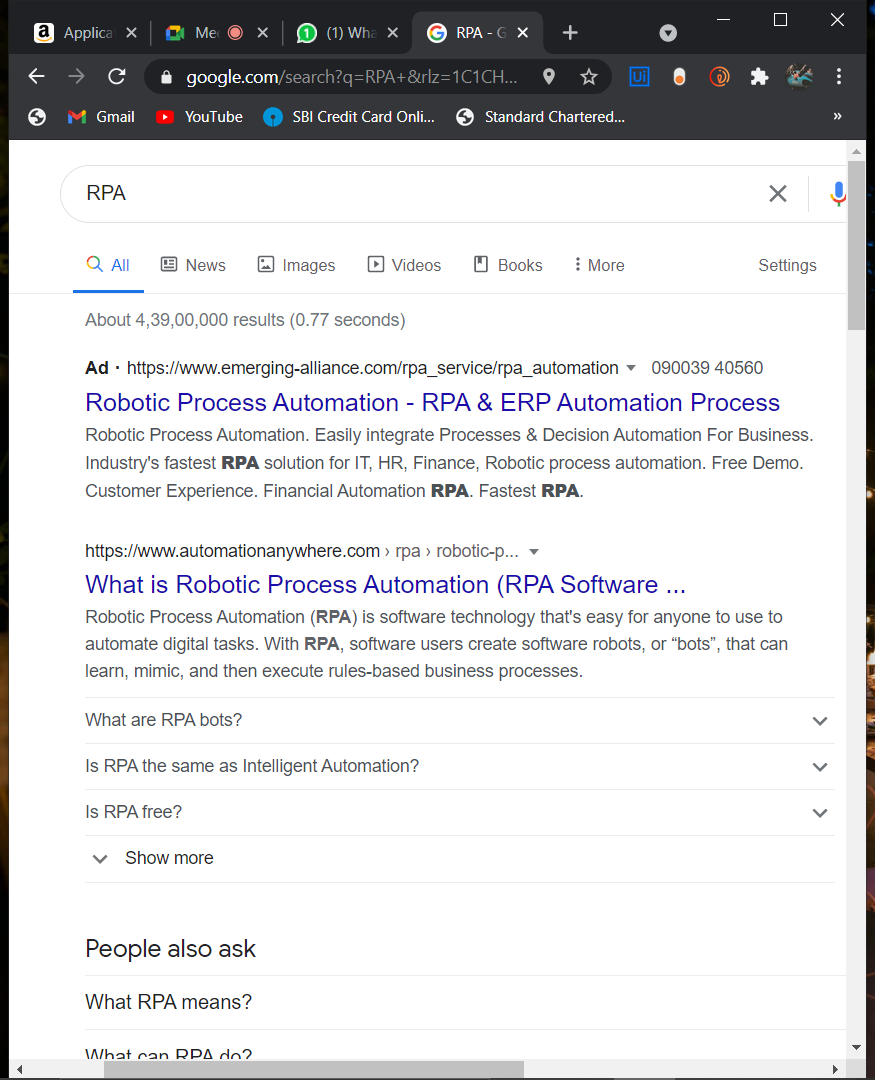 Applica
Mee
(1) Wha
RPA - G
google.com/search?q=RPA+&rlz=1C1CH...
Ui
Gmail
YouTube
SBI Credit Card Onli...
Standard Chartered...
»
RPA
All
News
Images
Videos
Books
More
Settings
About 4,39,00,000 results (0.77 seconds)
Ad · https://www.emerging-alliance.com/rpa_service/rpa_automation 090039 40560
Robotic Process Automation - RPA & ERP Automation Process
Robotic Process Automation. Easily integrate Processes & Decision Automation For Business.
Industry's fastest RPA solution for IT, HR, Finance, Robotic process automation. Free Demo.
Customer Experience. Financial Automation RPA. Fastest RPA.
https://www.automationanywhere.com › rpa › robotic-p...
What is Robotic Process Automation (RPA Software ...
Robotic Process Automation (RPA) is software technology that's easy for anyone to use to
automate digital tasks. With RPA, software users create software robots, or “bots”, that can
learn, mimic, and then execute rules-based business processes.
What are RPA bots?
Is RPA the same as Intelligent Automation?
Is RPA free?
Show more
People also ask
What RPA means?
What can RPA do?